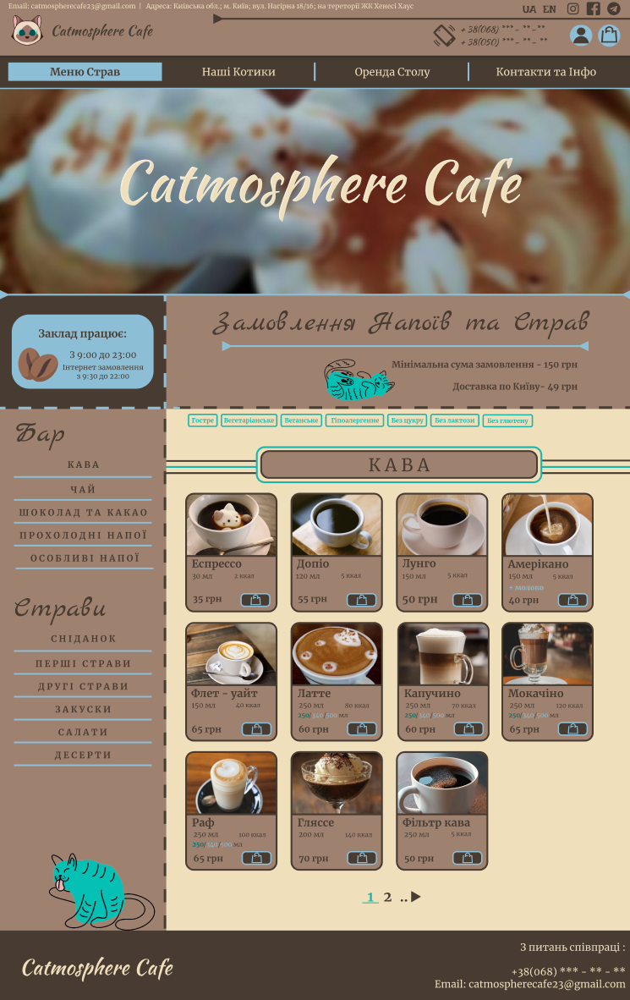 Email: catmospherecafe23@gmail.com | Адреса: Київська обл.; м. Київ; вул. Нагірна 18/16; на території ЖК Хенесі Хаус
UA EN
Catmosphere Cafe
+ 38(068) *** - ** - **
+ 38(050) *** - ** - **
Меню Страв
Наші Котики
Оренда Столу
Контакти та Інфо
Catmosphere Cafe
Заклад працює:
З 9:00 до 23:00
Інтернет замовлення
з 9:30 до 22:00
Замовлення Напоїв та Страв
Мінімальна сума замовлення - 150 грн
Доставка по Київу- 49 грн
Гостре Вегетаріанське Веганське Гіпоалергенне Без цукру Без лактози Без глютену
Бар
КАВА
ЧАЙ
ШОКОЛАД ТА КАКАО
ПРОХОЛОДНІ НАПОЇ
ОСОБЛИВІ НАПОЇ
Страви
СНІДАНОК
ПЕРШІ СТРАВИ
ДРУГІ СТРАВИ
ЗАКУСКИ
САЛАТИ
ДЕСЕРТИ
КАВА
Еспрессо
30 мл 2 ккал
35 грн
Допіо
120 мл 5 ккал
55 грн
Лунго
150 мл 5 ккал
50 грн
Амерікано
150 мл 5 ккал
+ молоко
40 грн
Флет - уайт
150 мл 40 ккал
65 грн
Латте
250 мл 80 ккал
250/340/500 мл
60 грн
Капучино
250 мл 70 ккал
250/340/500 мл
60 грн
Мокачіно
250 мл 120 ккал
250/340/500 мл
65 грн
Раф
250 мл 100 ккал
250/340/500 мл
65 грн
Гляссе
200 мл 140 ккал
70 грн
Фільтр кава
250 мл 5 ккал
50 грн
1 2 ..
Catmosphere Cafe
З питань співпраці :
+38(068) *** - ** - **
Email: catmospherecafe23@gmail.com